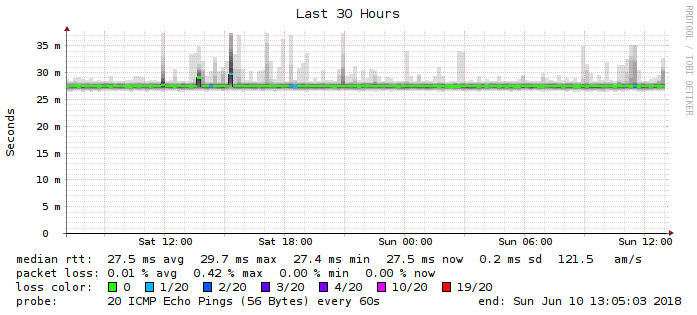 Last 30 Hours
RRDTOOL / TOBI OETIKER
Seconds
35 m
30 m
25 m
20 m
15 m
10 m
5 m
0
Sat 12:00 Sat 18:00 Sun 00:00 Sun 06:00 Sun 12:00
median rtt: 27.5 ms avg 29.7 ms max 27.4 ms min 27.5 ms now 0.2 ms sd 121.5 am/s
packet loss: 0.01 % avg 0.42 % max 0.00 % min 0.00 % now
loss color: 0 1/20 2/20 3/20 4/20 10/20 19/20
probe: 20 ICMP Echo Pings (56 Bytes) every 60s end: Sun Jun 10 13:05:03 2018